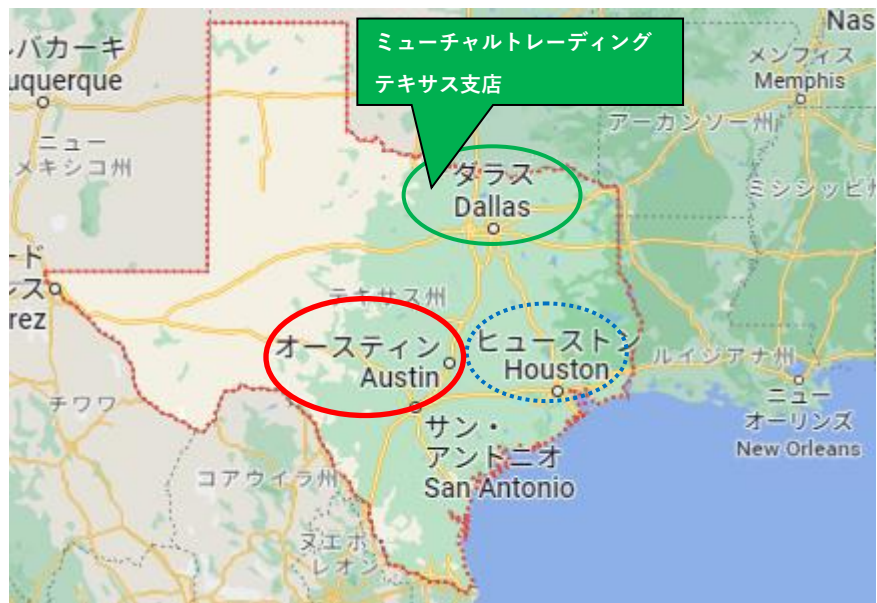 Nas
ミューチャルトレーディング
テキサス支店
バカーキ
uquerque
メンフィス
Memphis
アーカンソー州
ニュー
メキシコ州
ミシシッピ
ダラス
Dallas
テキサス州
rez
オースティン
Austin
ヒューストン
Houston
ルイジアナ州
チワワ
ニュー
オーリンズ
New Orleans
サン・
アントニオ
San Antonio
コアウイラ州
ヌエボ・
レオン